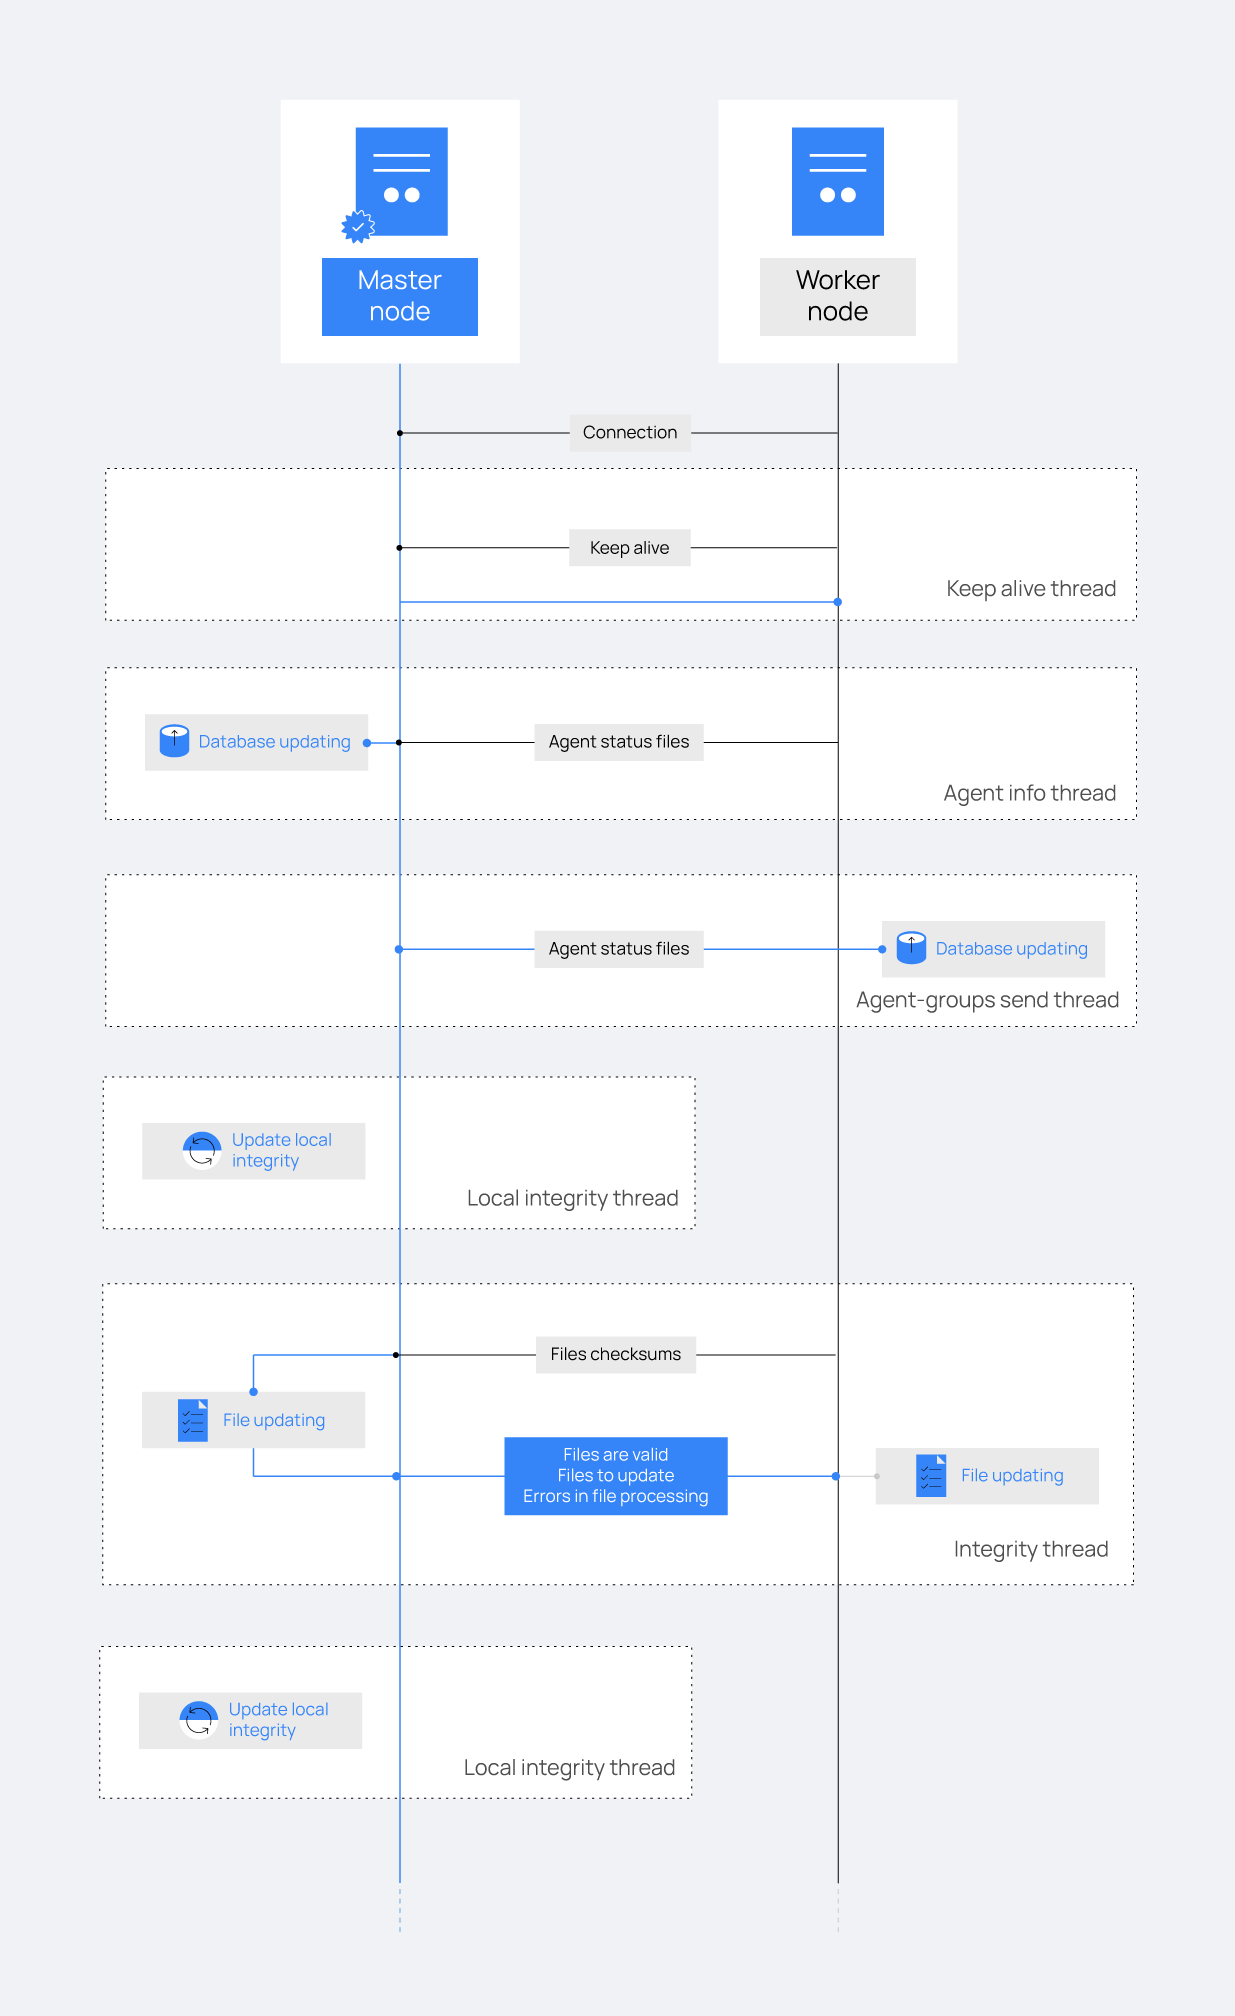 Master
node
Worker
node
Connection
Keep alive
Keep alive thread
Database updating
Agent status files
Agent info thread
Agent status files
Database updating
Agent-groups send thread
Update local
integrity
Local integrity thread
Files checksums
File updating
Files are valid
Files to update
Errors in file processing
File updating
Integrity thread
Update local
integrity
Local integrity thread